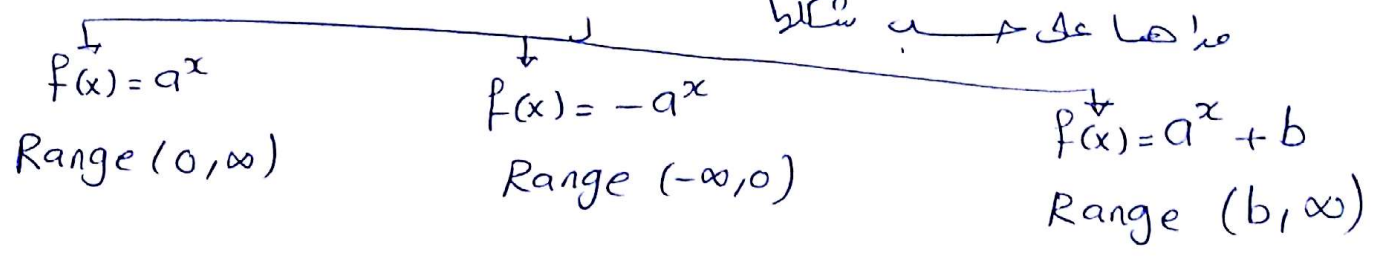 مداها على حسب شكلها
f(x) = a^x
Range (0,∞)
f(x) = -a^x
Range (-∞,0)
f(x) = a^x + b
Range (b,∞)